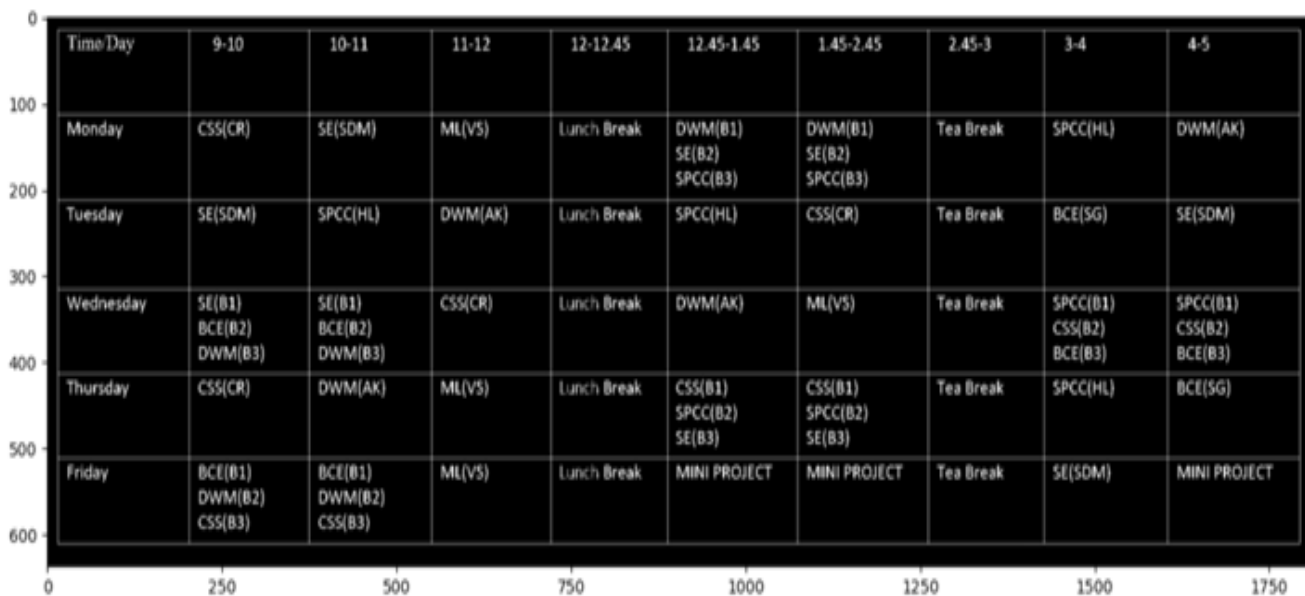 0
Time/Day 9-10 10-11 11-12 12-12.45 12.45-1.45 1.45-2.45 2.45-3 3-4 4-5
100
Monday CSS(CR) SE(SDM) ML(VS) Lunch Break DWM(B1) DWM(B1) Tea Break SPCC(HL) DWM(AK)
SE(B2) SE(B2)
SPCC(B3) SPCC(B3)
200
Tuesday SE(SDM) SPCC(HL) DWM(AK) Lunch Break SPCC(HL) CSS(CR) Tea Break BCE(SG) SE(SDM)
300
Wednesday SE(B1) SE(B1) CSS(CR) Lunch Break DWM(AK) ML(VS) Tea Break SPCC(B1) SPCC(B1)
BCE(B2) BCE(B2) CSS(B2) CSS(B2)
DWM(B3) DWM(B3) BCE(B3) BCE(B3)
400
Thursday CSS(CR) DWM(AK) ML(VS) Lunch Break CSS(B1) CSS(B1) Tea Break SPCC(HL) BCE(SG)
SPCC(B2) SPCC(B2)
SE(B3) SE(B3)
500
Friday BCE(B1) BCE(B1) ML(VS) Lunch Break MINI PROJECT MINI PROJECT Tea Break SE(SDM) MINI PROJECT
DWM(B2) DWM(B2)
CSS(B3) CSS(B3)
600
0 250 500 750 1000 1250 1500 1750